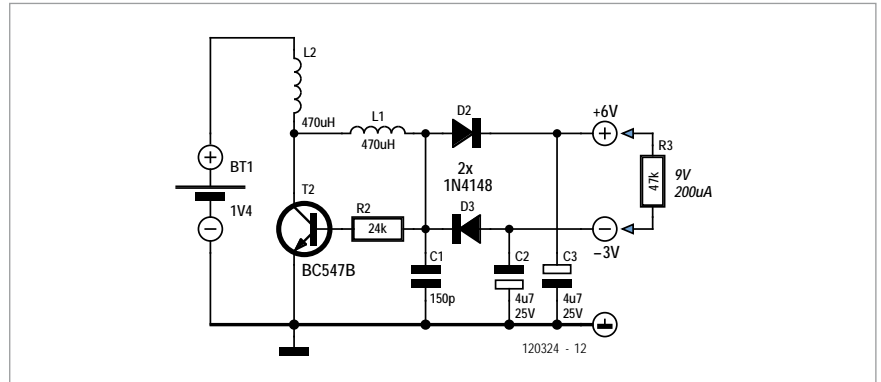 L2
470uH
L1
470uH
D2
2x
1N4148
D3
+6V
R3
47k
9V
200uA
−3V
BT1
1V4
T2
BC547B
R2
24k
C1
150p
C2
4u7
25V
C3
4u7
25V
120324 - 12